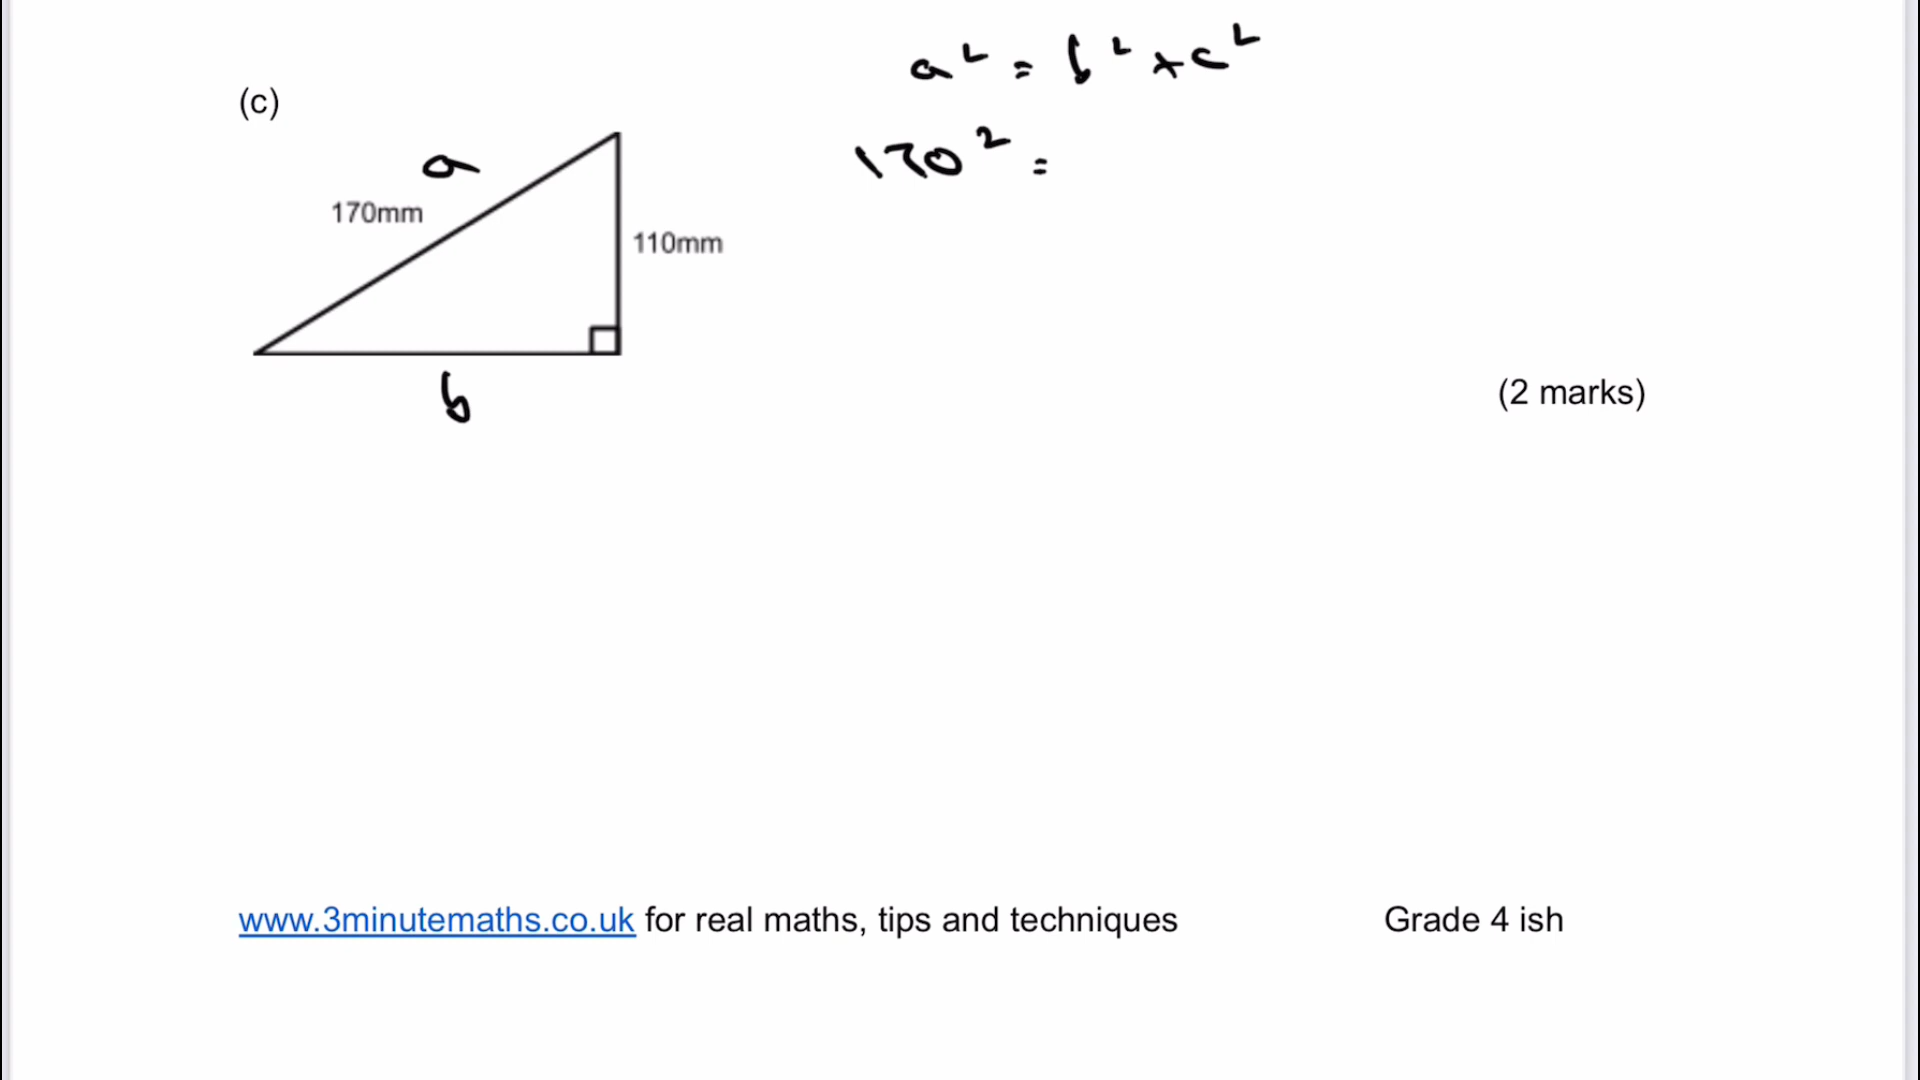 a² = b² + c²
(c)
170² =
a
170mm
110mm
b
(2 marks)
www.3minutemaths.co.uk for real maths, tips and techniques Grade 4 ish